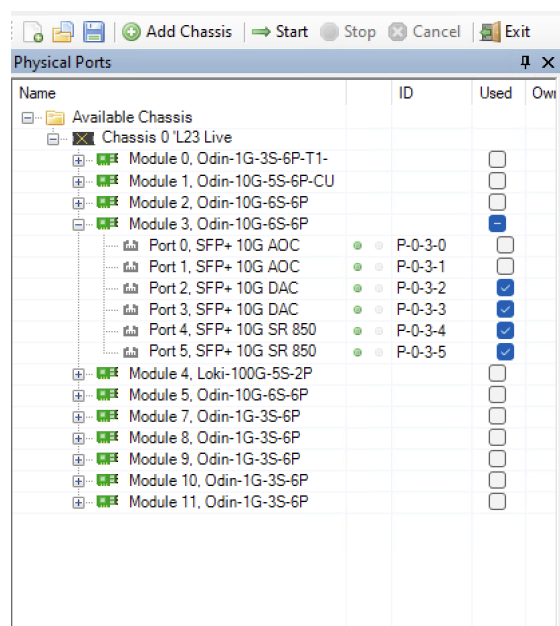 Add Chassis Start Stop Cancel Exit
Physical Ports
Name ID Used Own
Available Chassis
Chassis 0 'L23 Live
Module 0, Odin-1G-3S-6P-T1-
Module 1, Odin-10G-5S-6P-CU
Module 2, Odin-10G-6S-6P
Module 3, Odin-10G-6S-6P
Port 0, SFP+ 10G AOC P-0-3-0
Port 1, SFP+ 10G AOC P-0-3-1
Port 2, SFP+ 10G DAC P-0-3-2
Port 3, SFP+ 10G DAC P-0-3-3
Port 4, SFP+ 10G SR 850 P-0-3-4
Port 5, SFP+ 10G SR 850 P-0-3-5
Module 4, Loki-100G-5S-2P
Module 5, Odin-10G-6S-6P
Module 7, Odin-1G-3S-6P
Module 8, Odin-1G-3S-6P
Module 9, Odin-1G-3S-6P
Module 10, Odin-1G-3S-6P
Module 11, Odin-1G-3S-6P